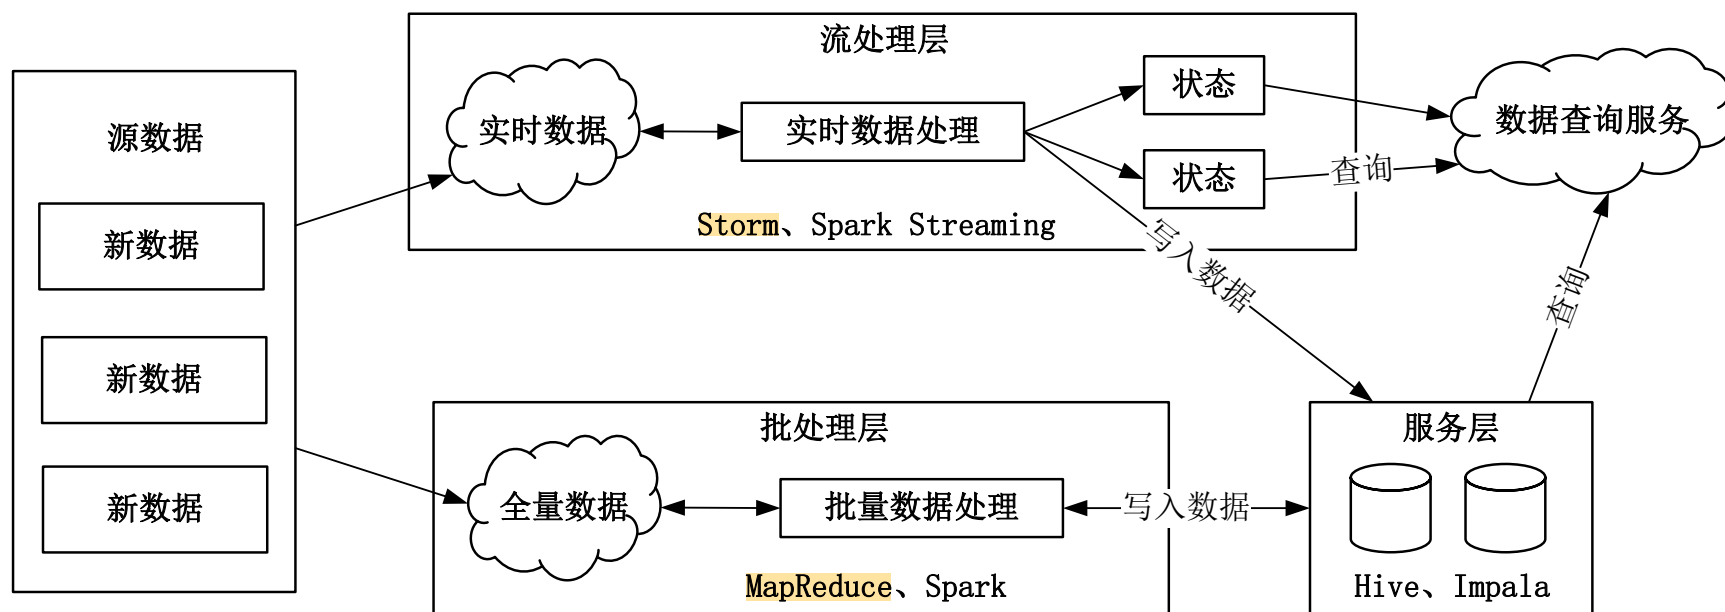 源数据
新数据
新数据
新数据
流处理层
实时数据
实时数据处理
状态
状态
Storm、Spark Streaming
数据查询服务
查询
写入数据
查询
批处理层
全量数据
批量数据处理
写入数据
MapReduce、Spark
服务层
Hive、Impala